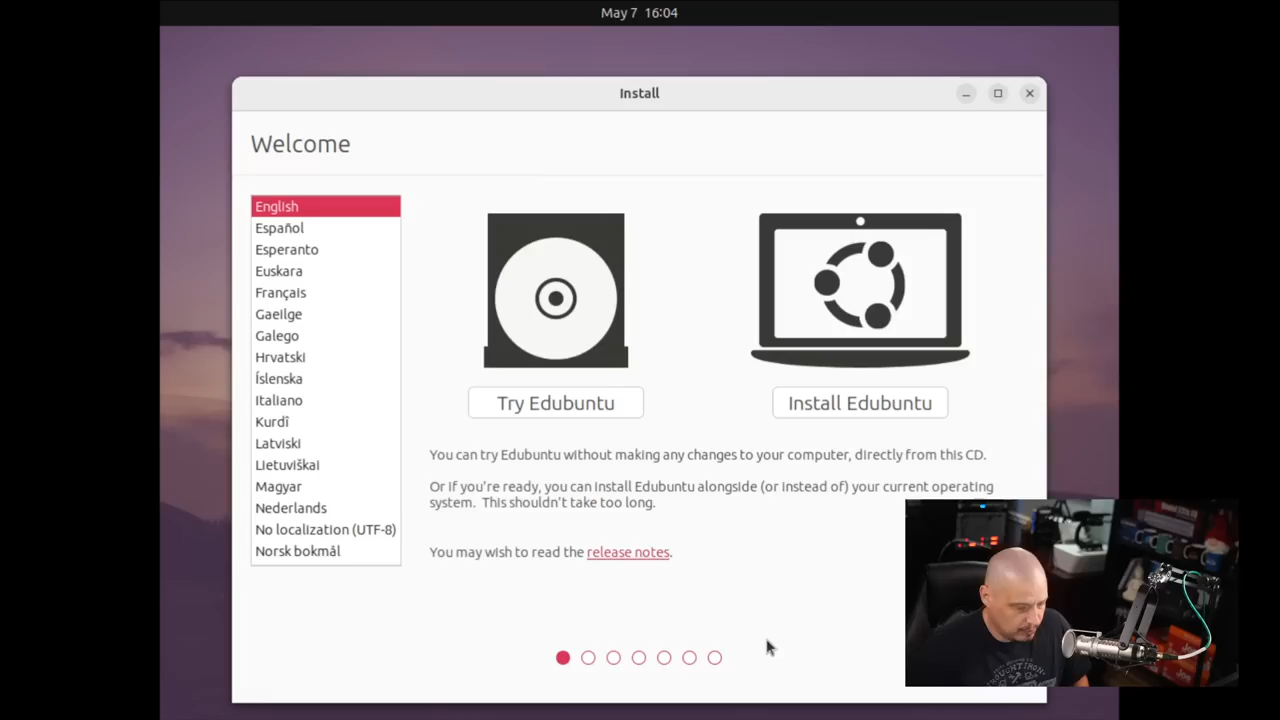 May 7 16:04
Install
Welcome
English
Español
Esperanto
Euskara
Français
Gaeilge
Galego
Hrvatski
Íslenska
Italiano
Kurdî
Latviski
Lietuviškai
Magyar
Nederlands
No localization (UTF-8)
Norsk bokmål
Try Edubuntu
Install Edubuntu
You can try Edubuntu without making any changes to your computer, directly from this CD.
Or if you're ready, you can install Edubuntu alongside (or instead of) your current operating
system. This shouldn't take too long.
You may wish to read the release notes.